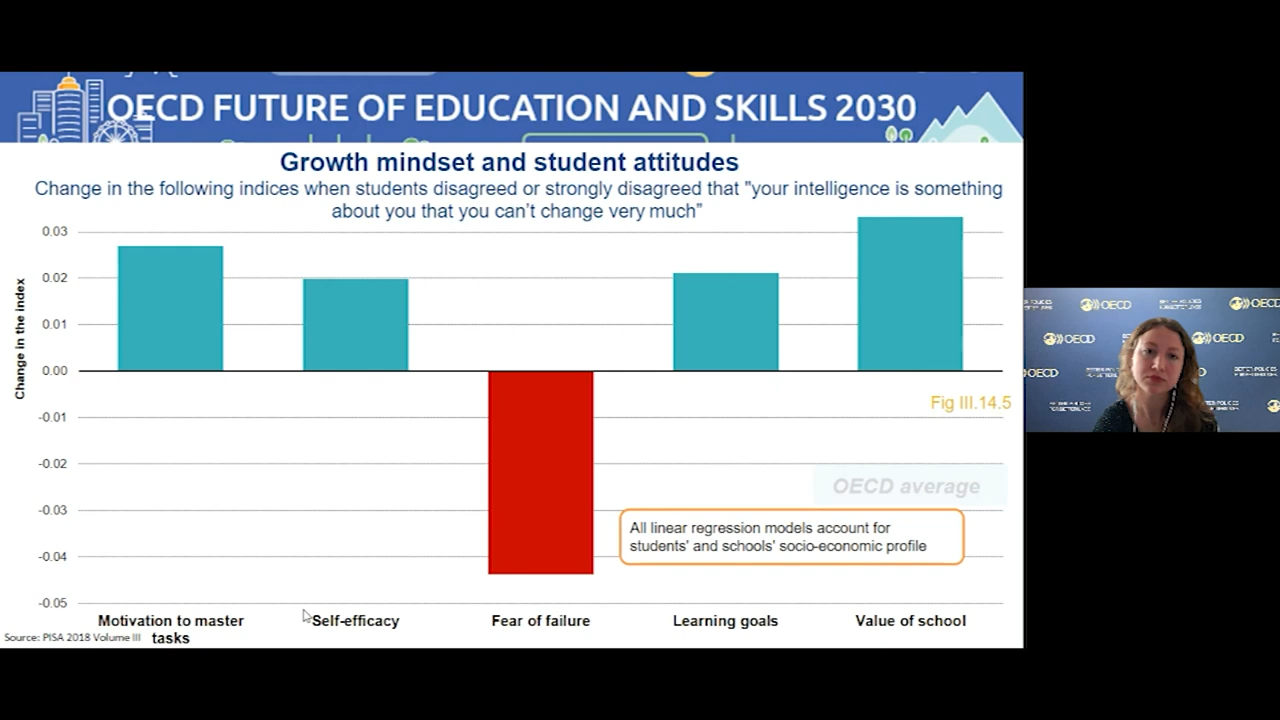 OECD FUTURE OF EDUCATION AND SKILLS 2030
Growth mindset and student attitudes
Change in the following indices when students disagreed or strongly disagreed that "your intelligence is something
about you that you can't change very much”
Change in the index
0.03
0.02
0.01
0.00
-0.01
-0.02
-0.03
-0.04
-0.05
Fig III.14.5
OECD average
All linear regression models account for
students' and schools' socio-economic profile
Motivation to master
tasks
Self-efficacy
Fear of failure
Learning goals
Value of school
Source: PISA 2018 Volume III
OECD
OECD
OECD
OECD
OECD